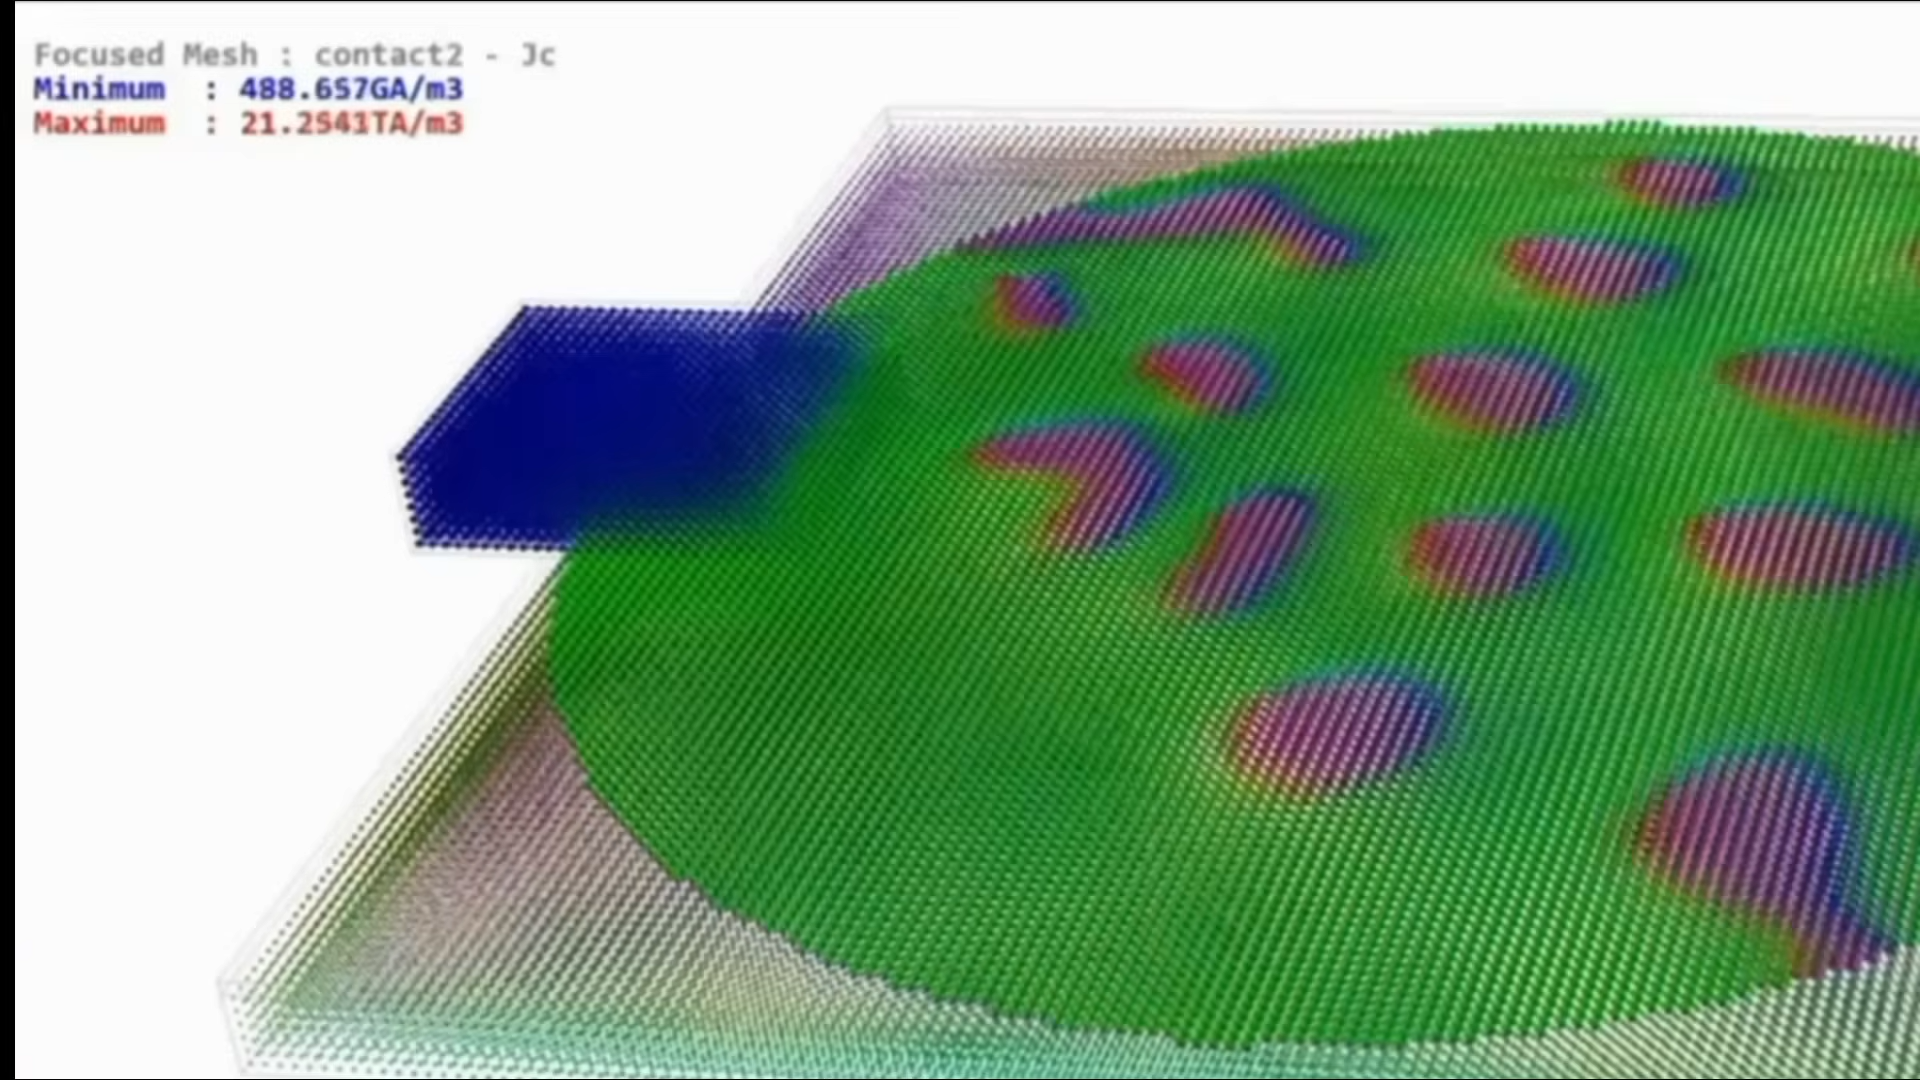 Focused Mesh : contact2 - Jc
Minimum : 488.657GA/m3
Maximum : 21.2541TA/m3